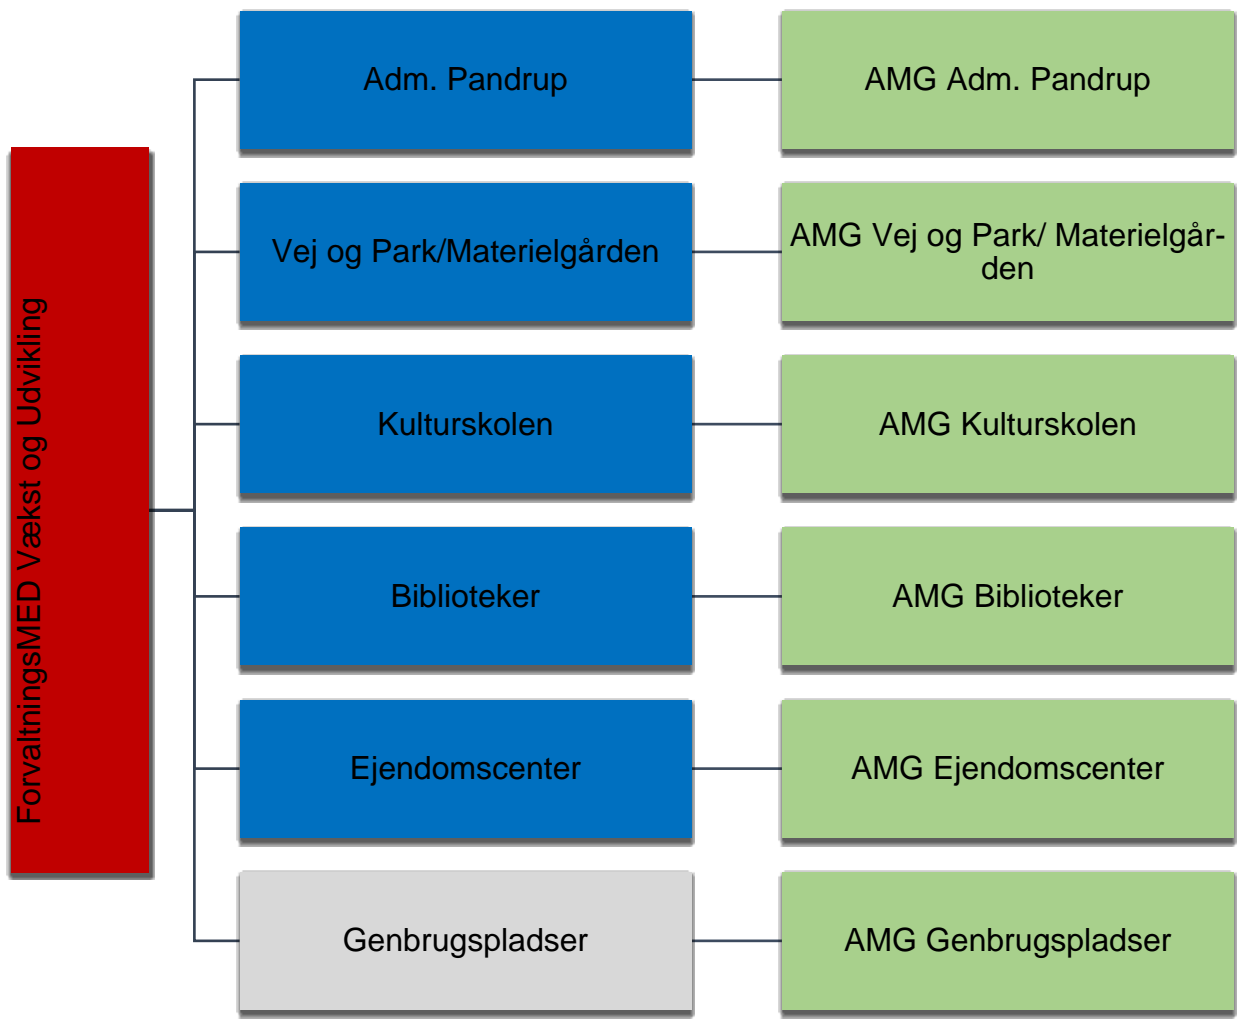 ForvaltningsMED Vækst og Udvikling
Adm. Pandrup
AMG Adm. Pandrup
Vej og Park/Materielgården
AMG Vej og Park/ Materielgår-
den
Kulturskolen
AMG Kulturskolen
Biblioteker
AMG Biblioteker
Ejendomscenter
AMG Ejendomscenter
Genbrugspladser
AMG Genbrugspladser